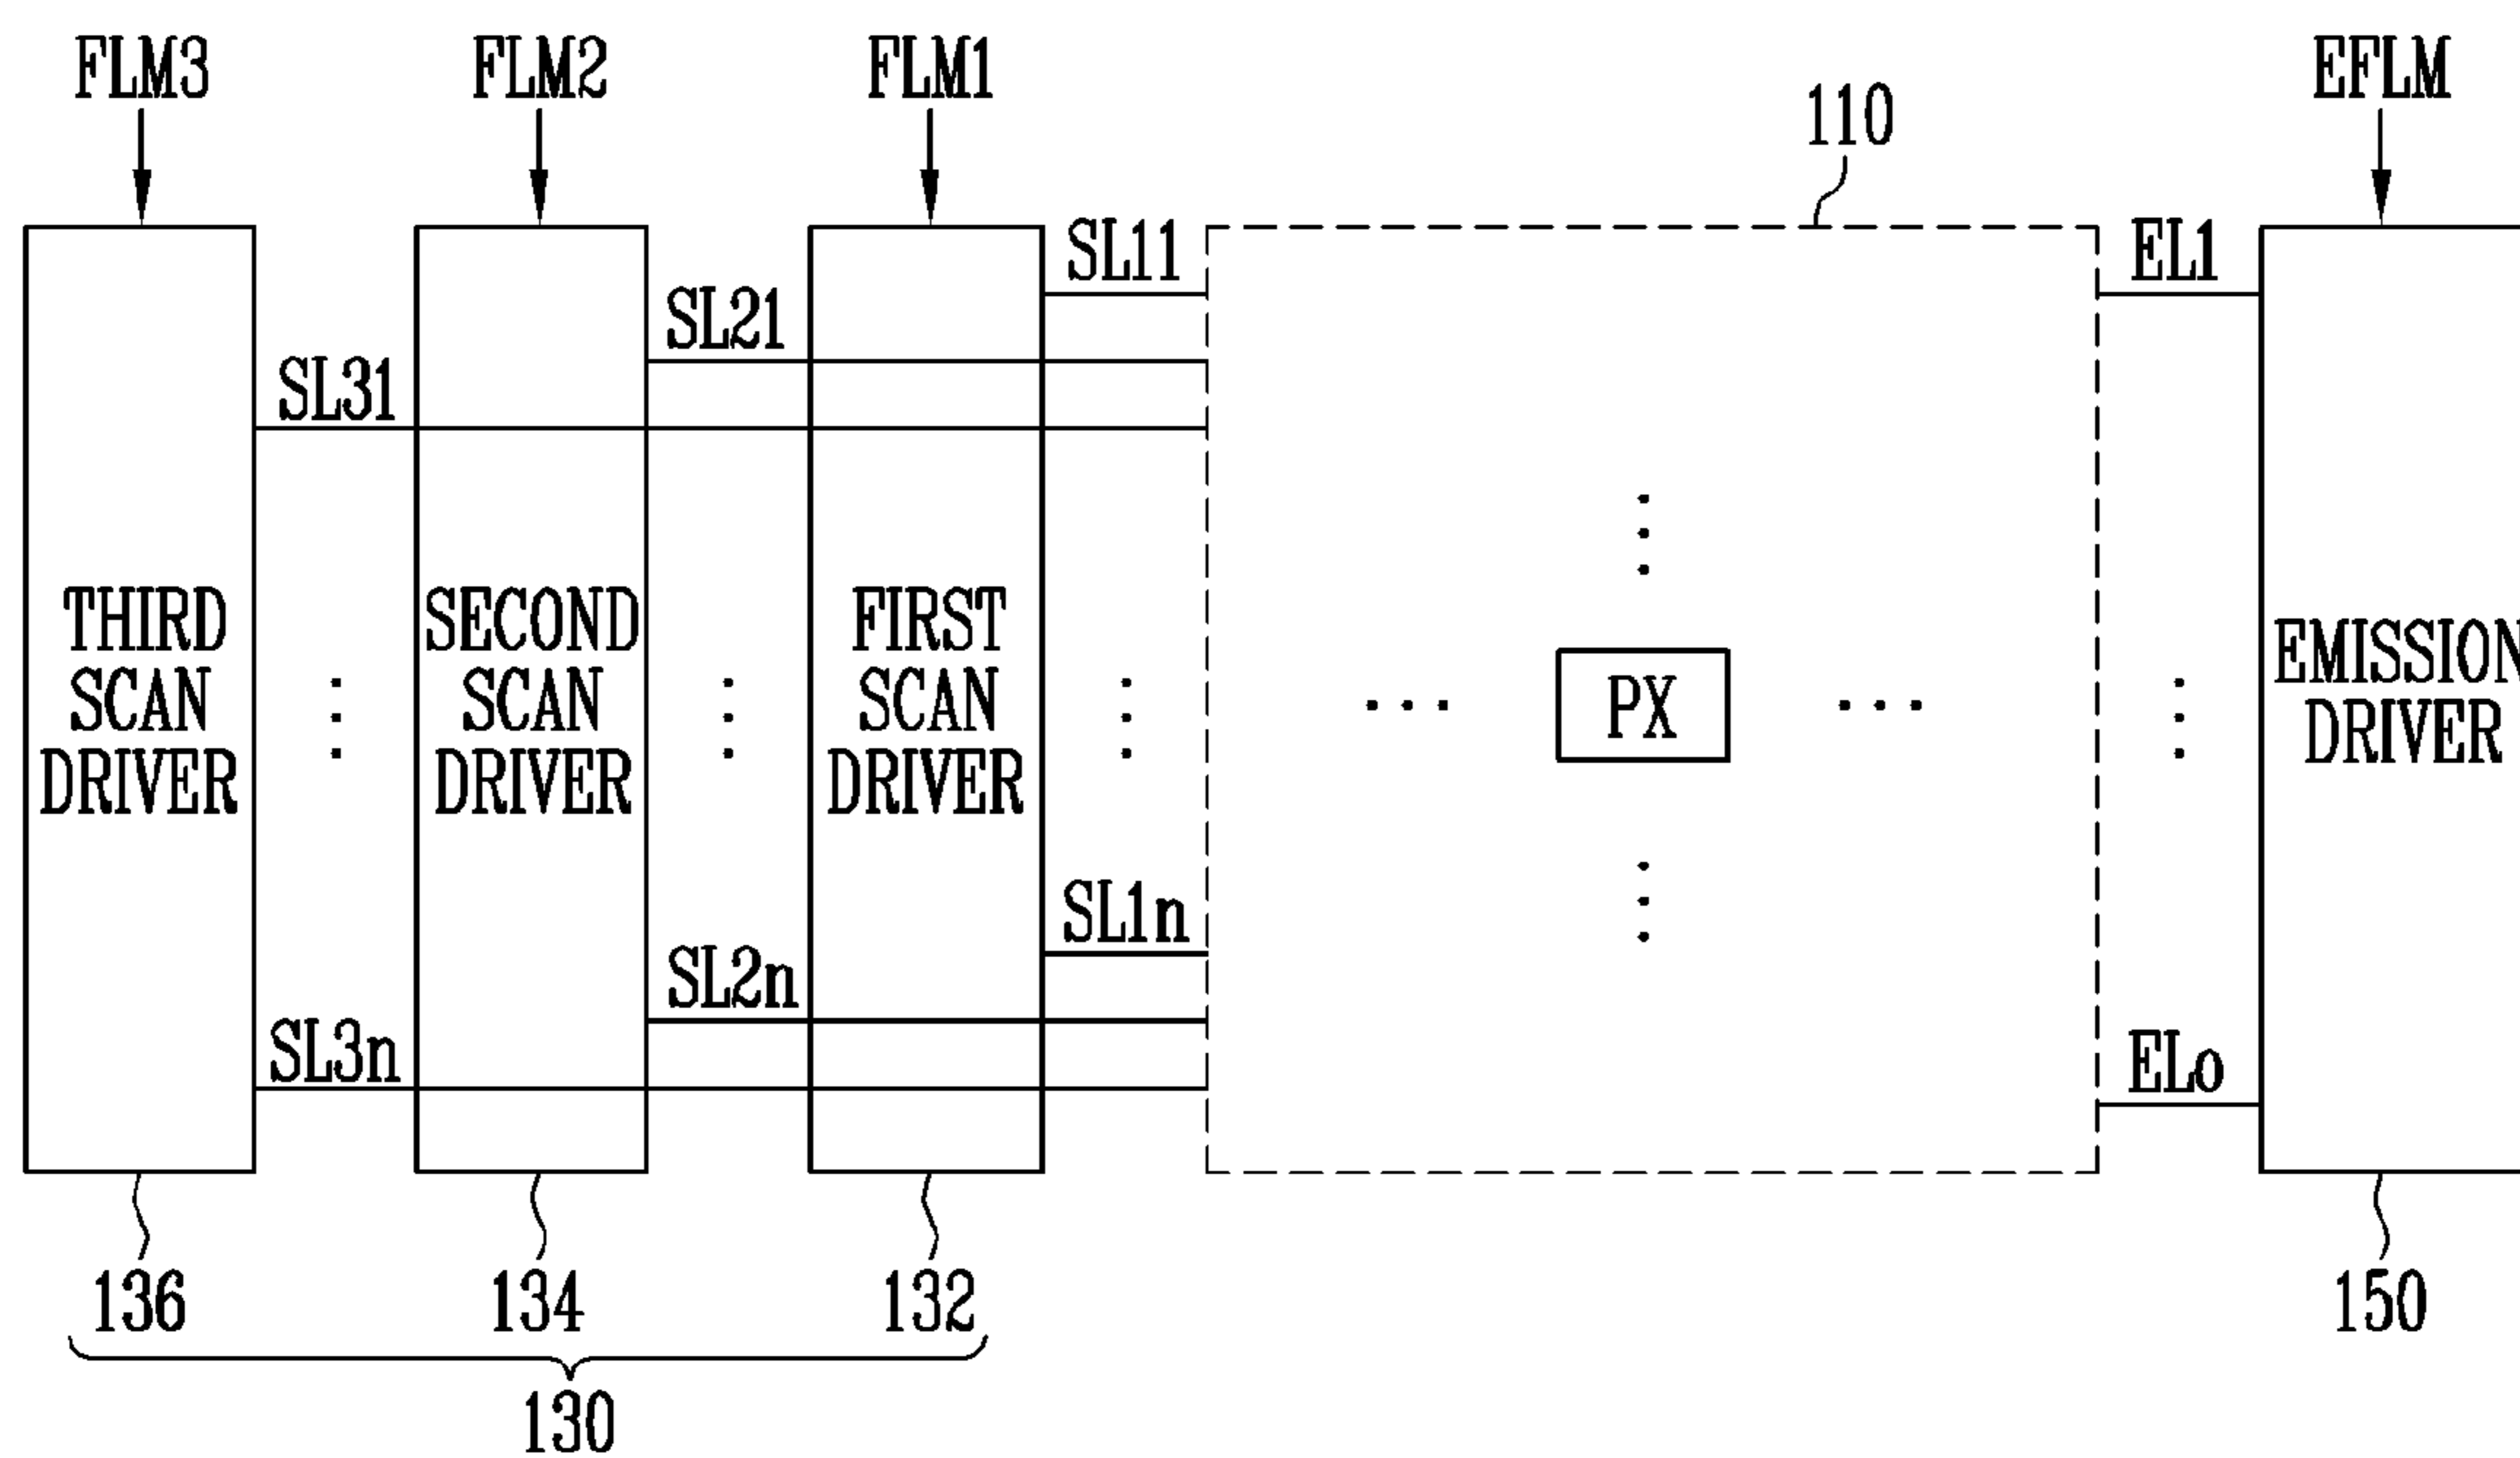 FLM3
FLM2
FLM1
EFLM
110
SL11
EL1
SL21
SL31
THIRD
SCAN
DRIVER
SECOND
SCAN
DRIVER
FIRST
SCAN
DRIVER
PX
EMISSION
DRIVER
SL1n
SL2n
SL3n
ELo
136
134
132
150
130